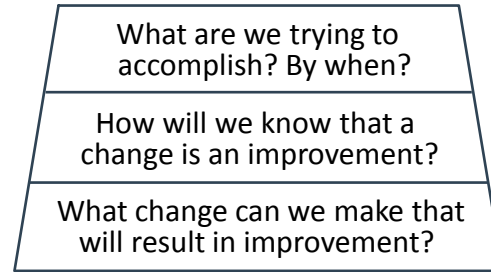 What are we trying to
accomplish? By when?
How will we know that a
change is an improvement?
What change can we make that
will result in improvement?